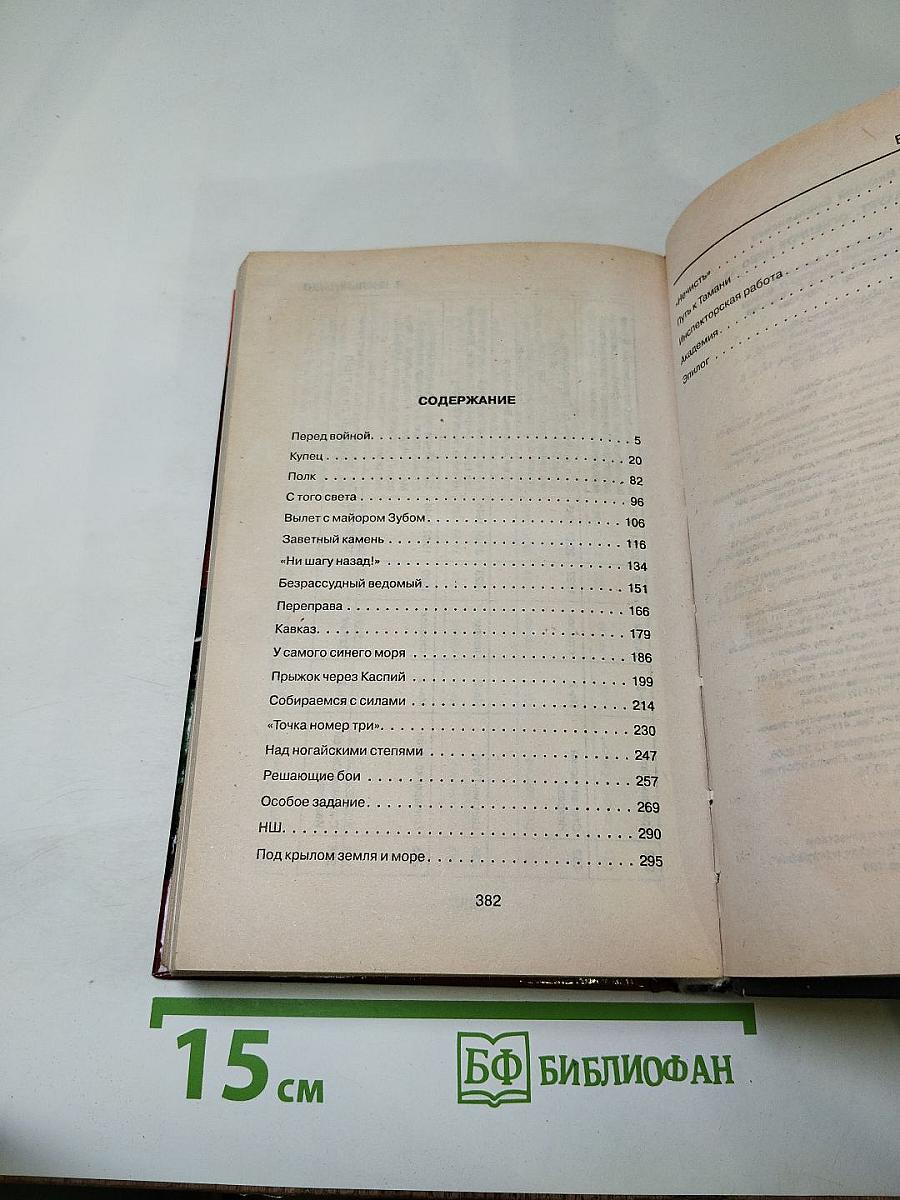 СОДЕРЖАНИЕ
Перед войной. . . . . . . . . . . . . . . . . . . . . . . . . . . . . . 5
Купец . . . . . . . . . . . . . . . . . . . . . . . . . . . . . . 20
Полк . . . . . . . . . . . . . . . . . . . . . . . . . . . . . . 82
С того света . . . . . . . . . . . . . . . . . . . . . . . . . . 96
Вылет с майором Зубом . . . . . . . . . . . . . . . . . . . . 106
Заветный камень . . . . . . . . . . . . . . . . . . . . . . . . 116
«Ни шагу назад!» . . . . . . . . . . . . . . . . . . . . . . . . 134
Безрассудный ведомый . . . . . . . . . . . . . . . . . . . . 151
Переправа . . . . . . . . . . . . . . . . . . . . . . . . . . . . 166
Кавказ. . . . . . . . . . . . . . . . . . . . . . . . . . . . . . 179
У самого синего моря . . . . . . . . . . . . . . . . . . . . . 186
Прыжок через Каспий . . . . . . . . . . . . . . . . . . . . . 199
Собираемся с силами . . . . . . . . . . . . . . . . . . . . . 214
«Точка номер три». . . . . . . . . . . . . . . . . . . . . . . 230
Над ногайскими степями . . . . . . . . . . . . . . . . . . . 247
Решающие бои . . . . . . . . . . . . . . . . . . . . . . . . . 257
Особое задание. . . . . . . . . . . . . . . . . . . . . . . . . 269
НШ. . . . . . . . . . . . . . . . . . . . . . . . . . . . . . . . 290
Под крылом земля и море . . . . . . . . . . . . . . . . . . . 295
382
«Нечисть» . . . . . . . . . . . . . . .
Путь к Тамани . . . . . . . . . . . . .
Инспекторская работа . . . . . . . .
Академия . . . . . . . . . . . . . . .
Эпилог . . . . . . . . . . . . . . . .
15 см
БФ БИБЛИОФАН